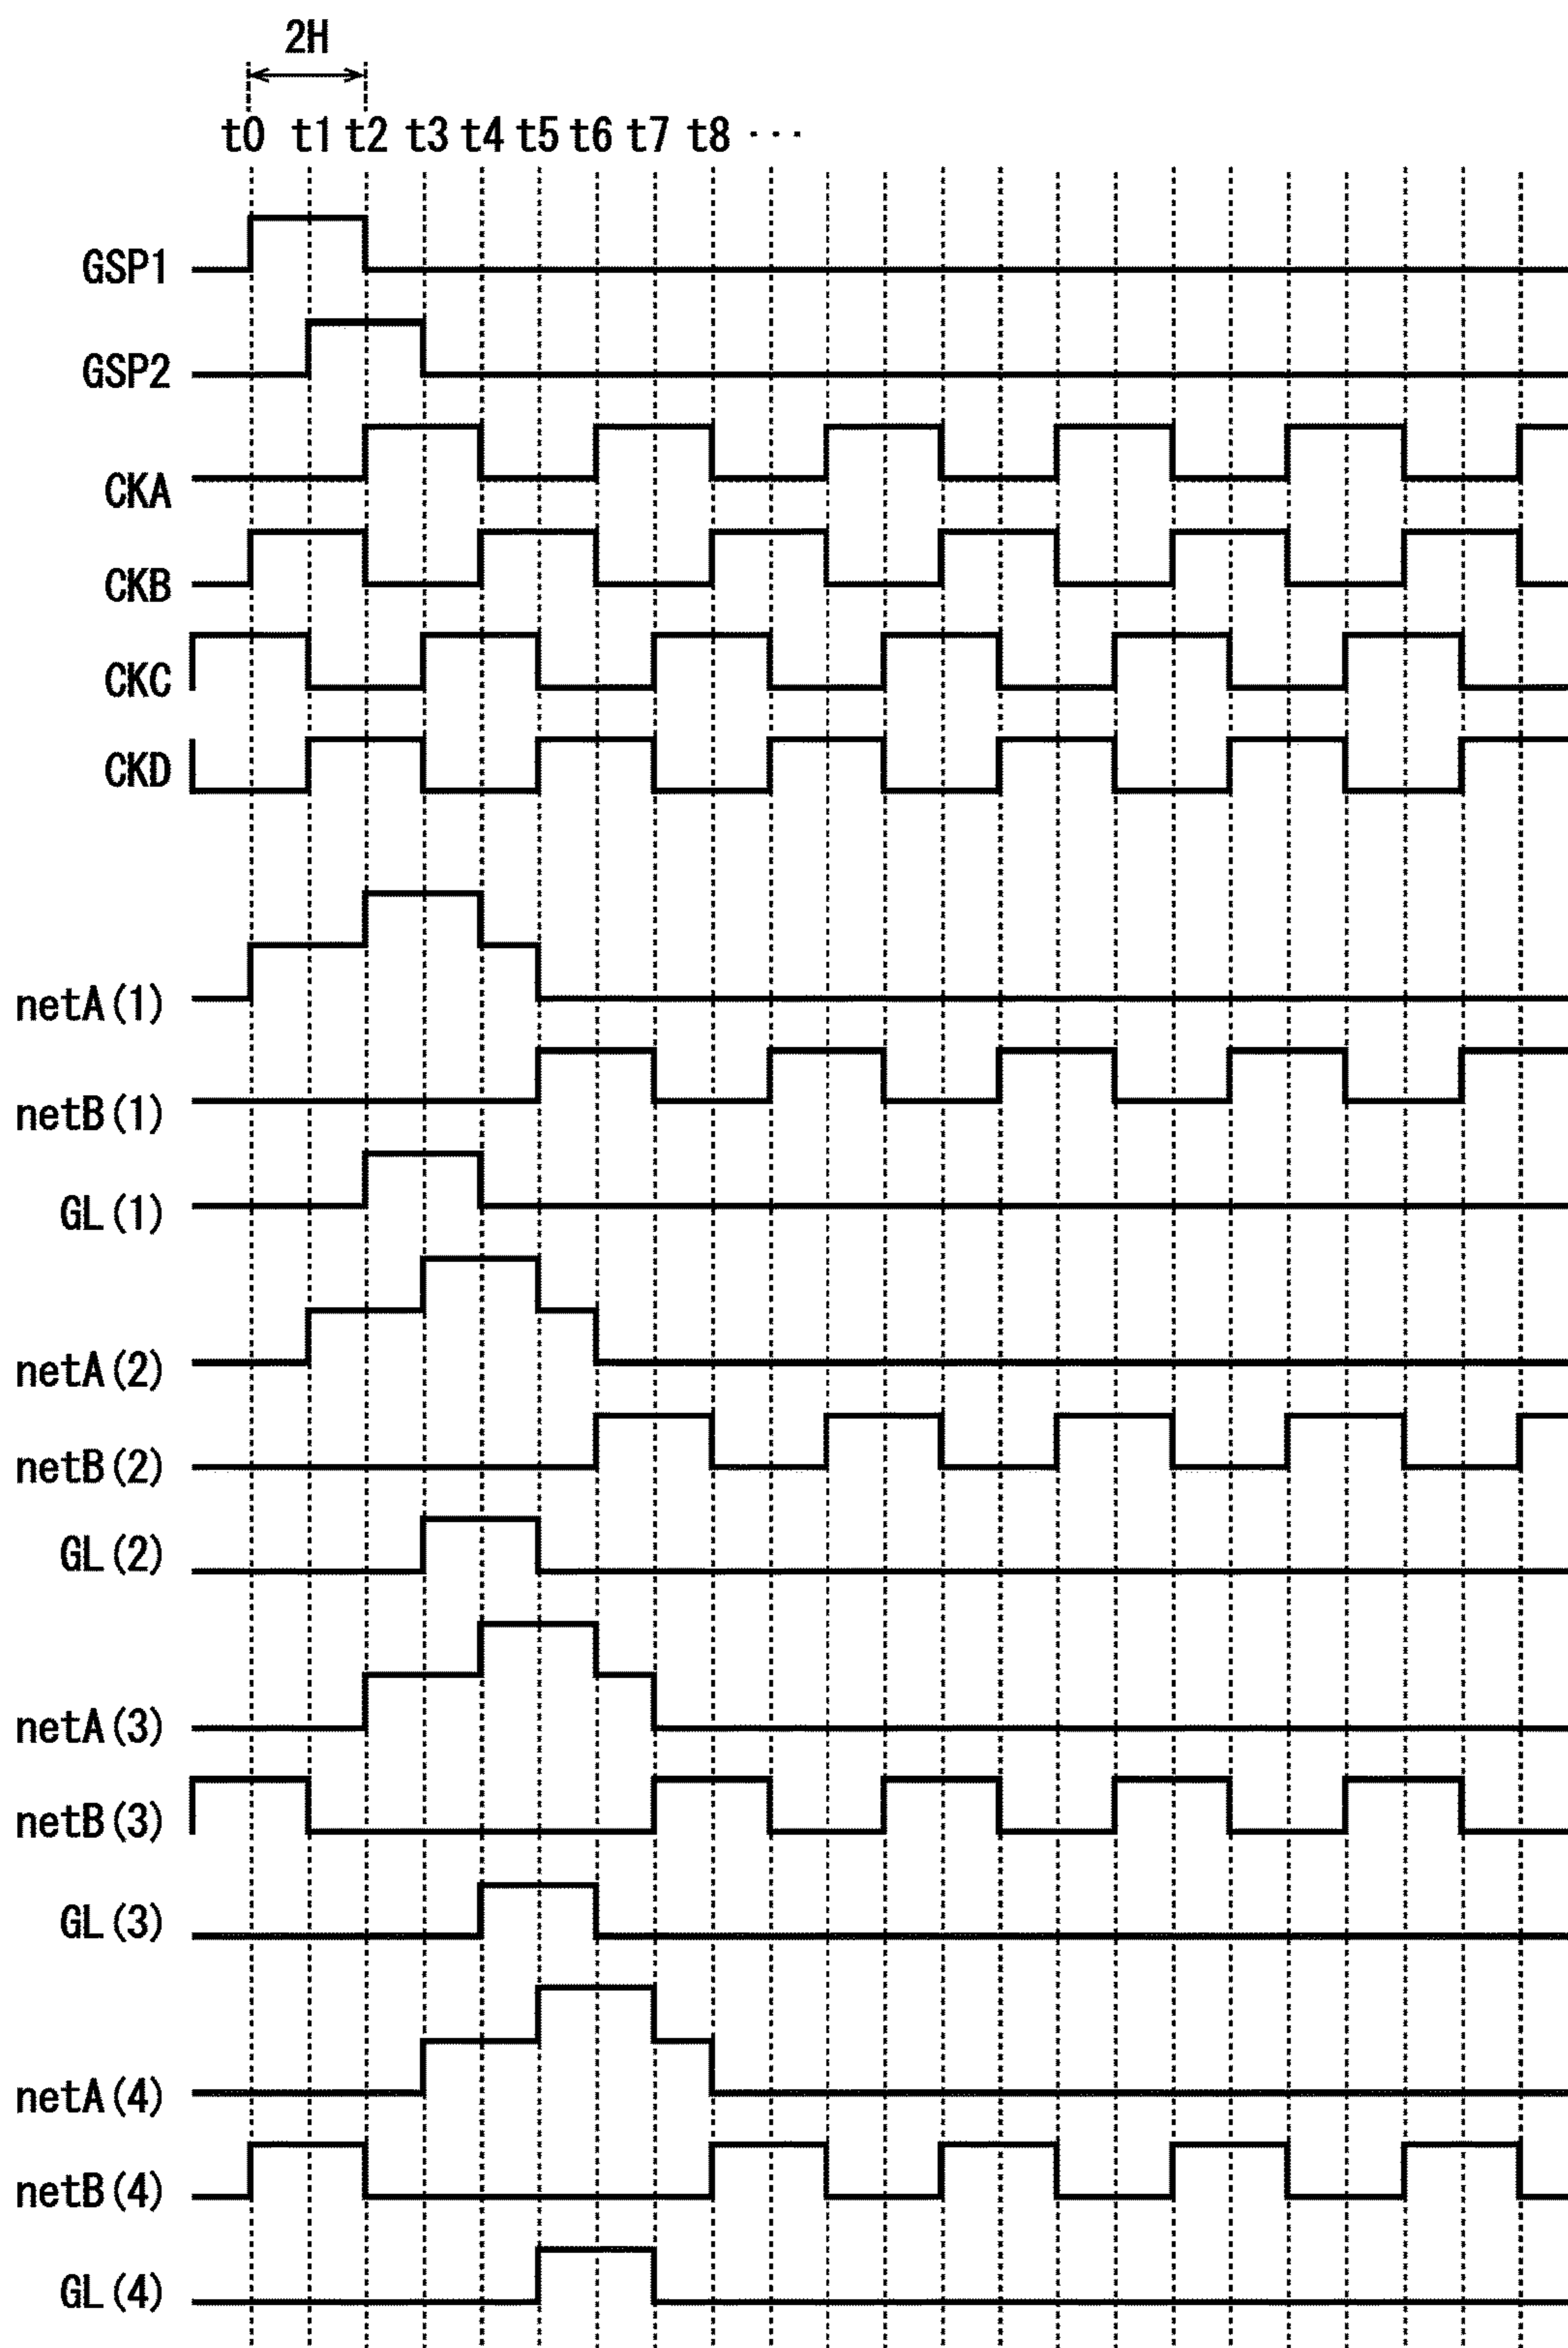 2H
t0 t1 t2 t3 t4 t5 t6 t7 t8 ···
GSP1
GSP2
CKA
CKB
CKC
CKD
netA(1)
netB(1)
GL(1)
netA(2)
netB(2)
GL(2)
netA(3)
netB(3)
GL(3)
netA(4)
netB(4)
GL(4)